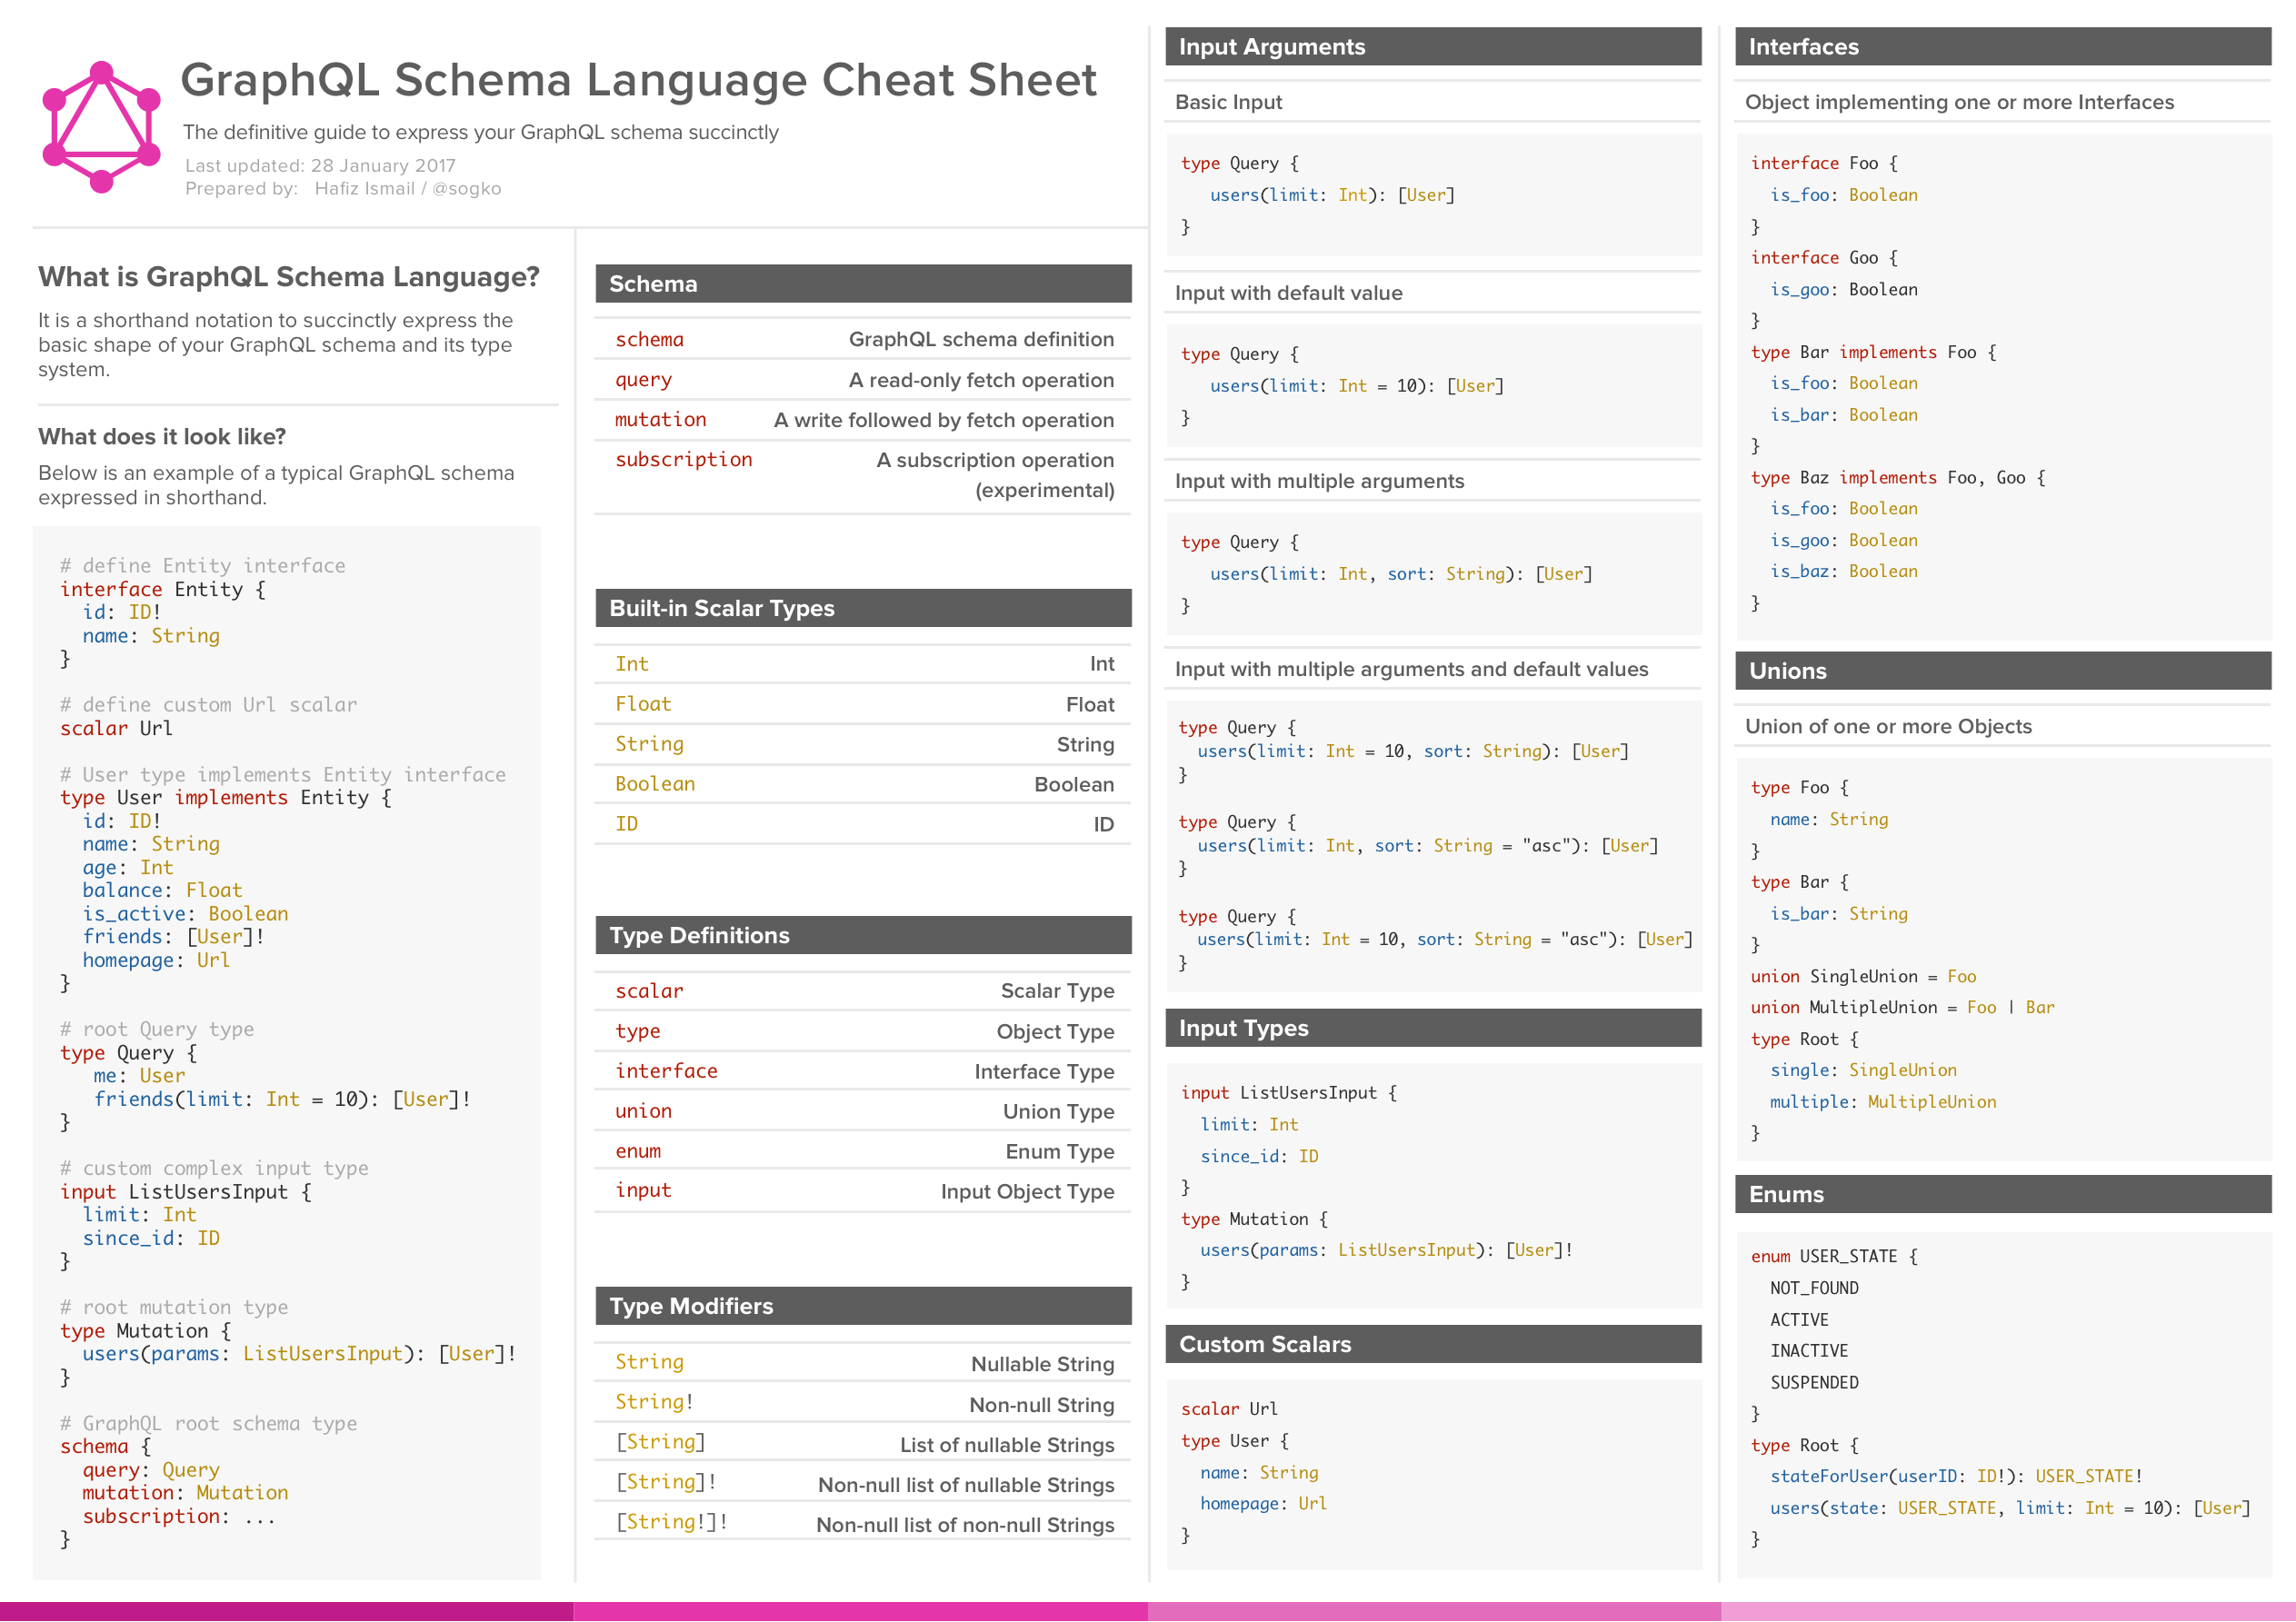 GraphQL Schema Language Cheat Sheet
The definitive guide to express your GraphQL schema succinctly
Last updated: 28 January 2017
Prepared by: Hafiz Ismail / @sogko
What is GraphQL Schema Language?
It is a shorthand notation to succinctly express the
basic shape of your GraphQL schema and its type
system.
What does it look like?
Below is an example of a typical GraphQL schema
expressed in shorthand.
# define Entity interface
interface Entity {
  id: ID!
  name: String
}
# define custom Url scalar
scalar Url
# User type implements Entity interface
type User implements Entity {
  id: ID!
  name: String
  age: Int
  balance: Float
  is_active: Boolean
  friends: [User]!
  homepage: Url
}
# root Query type
type Query {
   me: User
   friends(limit: Int = 10): [User]!
}
# custom complex input type
input ListUsersInput {
  limit: Int
  since_id: ID
}
# root mutation type
type Mutation {
  users(params: ListUsersInput): [User]!
}
# GraphQL root schema type
schema {
  query: Query
  mutation: Mutation
  subscription: ...
}
Schema
schema GraphQL schema definition
query A read-only fetch operation
mutation A write followed by fetch operation
subscription A subscription operation
(experimental)
Built-in Scalar Types
Int Int
Float Float
String String
Boolean Boolean
ID ID
Type Definitions
scalar Scalar Type
type Object Type
interface Interface Type
union Union Type
enum Enum Type
input Input Object Type
Type Modifiers
String Nullable String
String! Non-null String
[String] List of nullable Strings
[String]! Non-null list of nullable Strings
[String!]! Non-null list of non-null Strings
Input Arguments
Basic Input
type Query {
   users(limit: Int): [User]
}
Input with default value
type Query {
   users(limit: Int = 10): [User]
}
Input with multiple arguments
type Query {
   users(limit: Int, sort: String): [User]
}
Input with multiple arguments and default values
type Query {
  users(limit: Int = 10, sort: String): [User]
}
type Query {
  users(limit: Int, sort: String = "asc"): [User]
}
type Query {
  users(limit: Int = 10, sort: String = "asc"): [User]
}
Input Types
input ListUsersInput {
  limit: Int
  since_id: ID
}
type Mutation {
  users(params: ListUsersInput): [User]!
}
Custom Scalars
scalar Url
type User {
  name: String
  homepage: Url
}
Interfaces
Object implementing one or more Interfaces
interface Foo {
  is_foo: Boolean
}
interface Goo {
  is_goo: Boolean
}
type Bar implements Foo {
  is_foo: Boolean
  is_bar: Boolean
}
type Baz implements Foo, Goo {
  is_foo: Boolean
  is_goo: Boolean
  is_baz: Boolean
}
Unions
Union of one or more Objects
type Foo {
  name: String
}
type Bar {
  is_bar: String
}
union SingleUnion = Foo
union MultipleUnion = Foo | Bar
type Root {
  single: SingleUnion
  multiple: MultipleUnion
}
Enums
enum USER_STATE {
  NOT_FOUND
  ACTIVE
  INACTIVE
  SUSPENDED
}
type Root {
  stateForUser(userID: ID!): USER_STATE!
  users(state: USER_STATE, limit: Int = 10): [User]
}